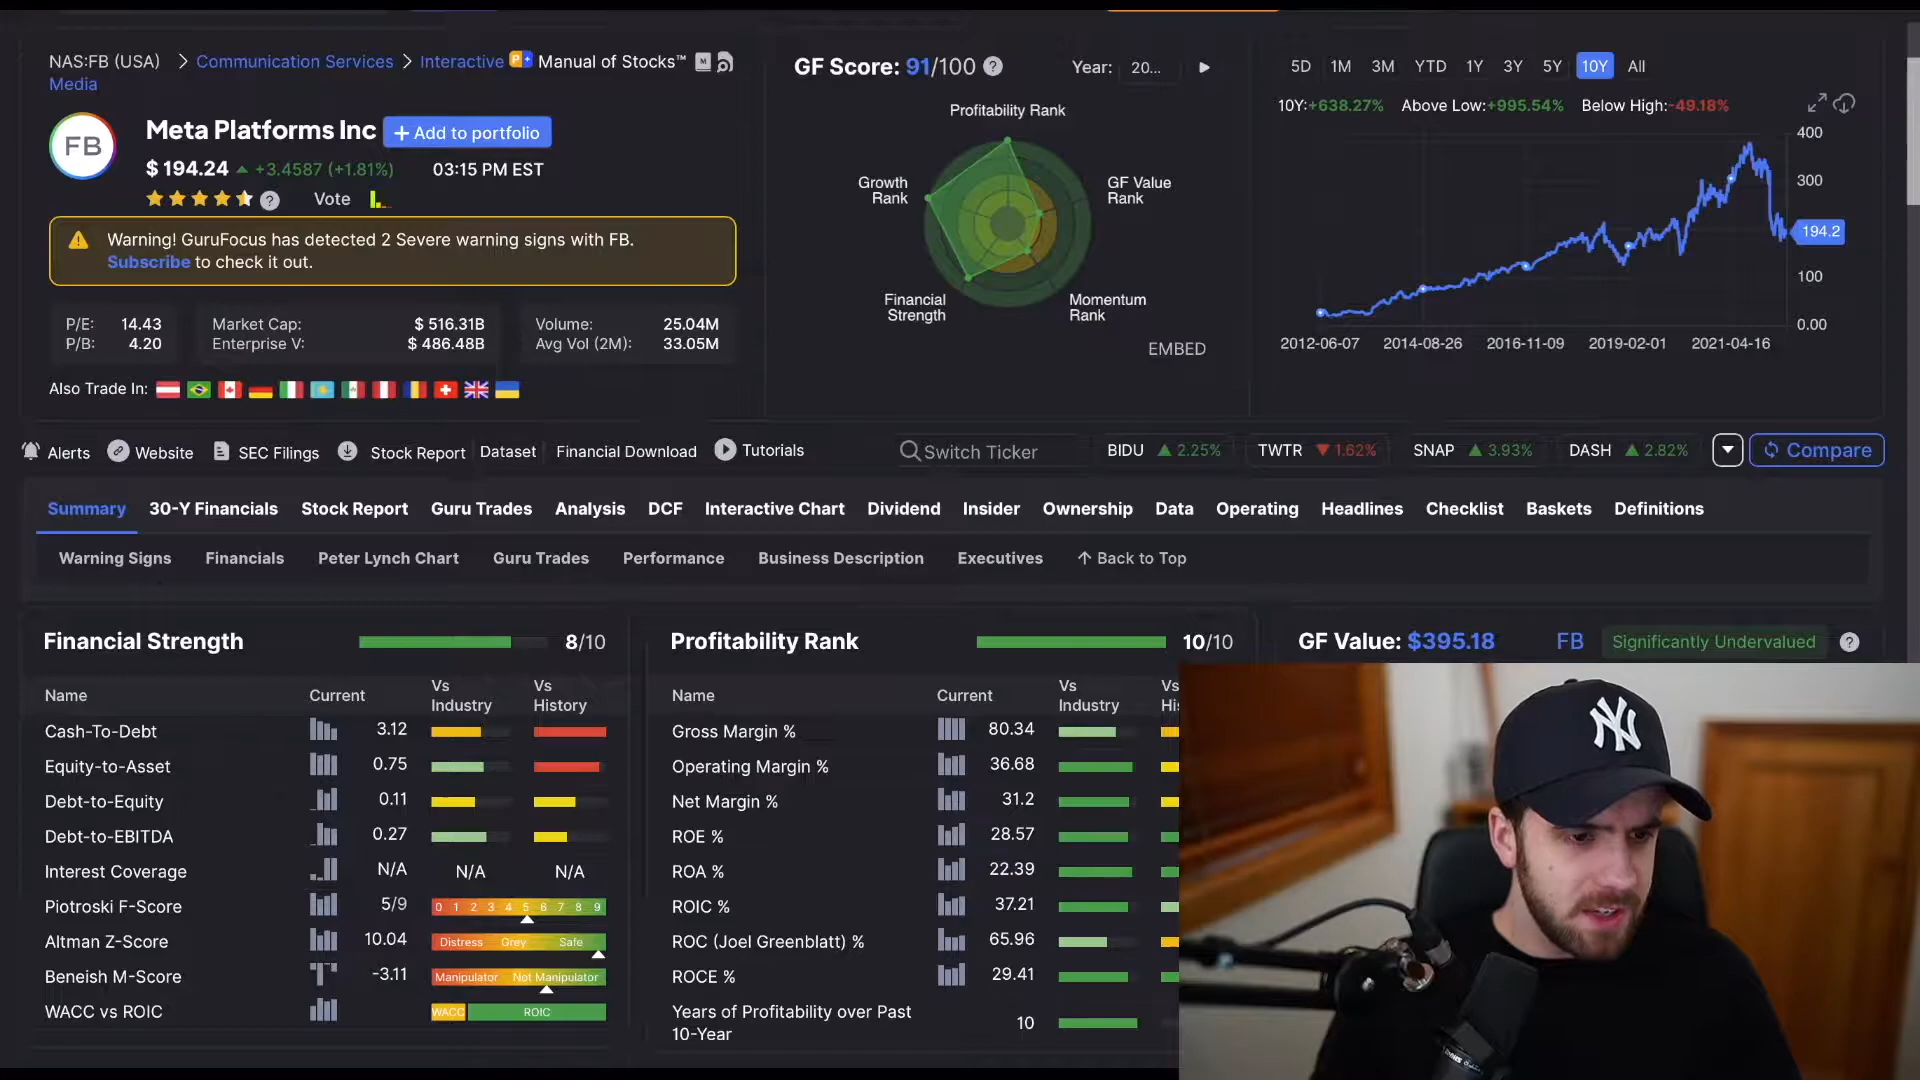 NAS:FB (USA) > Communication Services > Interactive Media
P+ Manual of Stocks™ M
FB
Meta Platforms Inc
+ Add to portfolio
$ 194.24 +3.4587 (+1.81%) 03:15 PM EST
Vote
Warning! GuruFocus has detected 2 Severe warning signs with FB.
Subscribe to check it out.
P/E: 14.43
P/B: 4.20
Market Cap: $ 516.31B
Enterprise V: $ 486.48B
Volume: 25.04M
Avg Vol (2M): 33.05M
Also Trade In:
GF Score: 91/100 ? Year: 20...
Profitability Rank
GF Value Rank
Momentum Rank
Financial Strength
Growth Rank
EMBED
5D 1M 3M YTD 1Y 3Y 5Y 10Y All
10Y:+638.27% Above Low:+995.54% Below High:-49.18%
400
300
194.2
100
0.00
2012-06-07 2014-08-26 2016-11-09 2019-02-01 2021-04-16
Alerts Website SEC Filings Stock Report Dataset Financial Download Tutorials
Switch Ticker BIDU 2.25% TWTR 1.62% SNAP 3.93% DASH 2.82% Compare
Summary 30-Y Financials Stock Report Guru Trades Analysis DCF Interactive Chart Dividend Insider Ownership Data Operating Headlines Checklist Baskets Definitions
Warning Signs Financials Peter Lynch Chart Guru Trades Performance Business Description Executives ↑ Back to Top
Financial Strength 8/10
Name Current Vs Industry Vs History
Cash-To-Debt 3.12
Equity-to-Asset 0.75
Debt-to-Equity 0.11
Debt-to-EBITDA 0.27
Interest Coverage N/A N/A N/A
Piotroski F-Score 5/9 0 1 2 3 4 5 6 7 8 9
Altman Z-Score 10.04 Distress Grey Safe
Beneish M-Score -3.11 Manipulator Not Manipulator
WACC vs ROIC WACC ROIC
Profitability Rank 10/10
Name Current Vs Industry Vs Hi
Gross Margin % 80.34
Operating Margin % 36.68
Net Margin % 31.2
ROE % 28.57
ROA % 22.39
ROIC % 37.21
ROC (Joel Greenblatt) % 65.96
ROCE % 29.41
Years of Profitability over Past 10-Year 10
GF Value: $395.18 FB Significantly Undervalued ?
NY